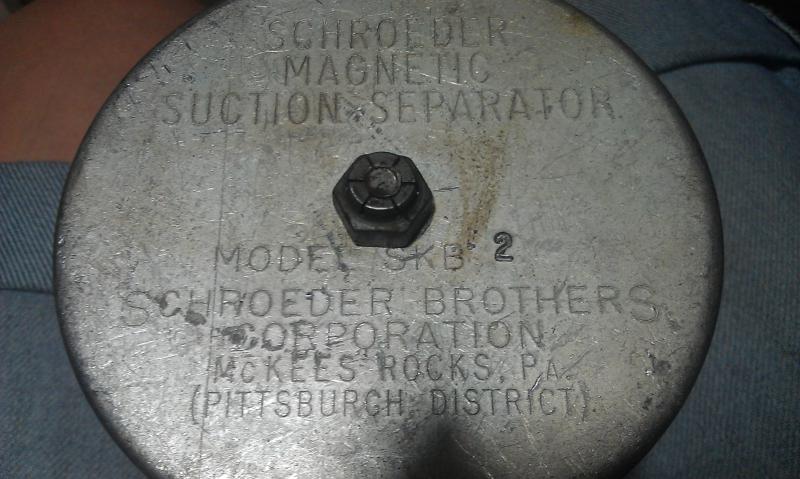 SCHROEDER
MAGNETIC
SUCTION SEPARATOR
MODEL SKB 2
SCHROEDER BROTHERS
CORPORATION
MCKEES ROCKS, PA.
(PITTSBURGH DISTRICT)